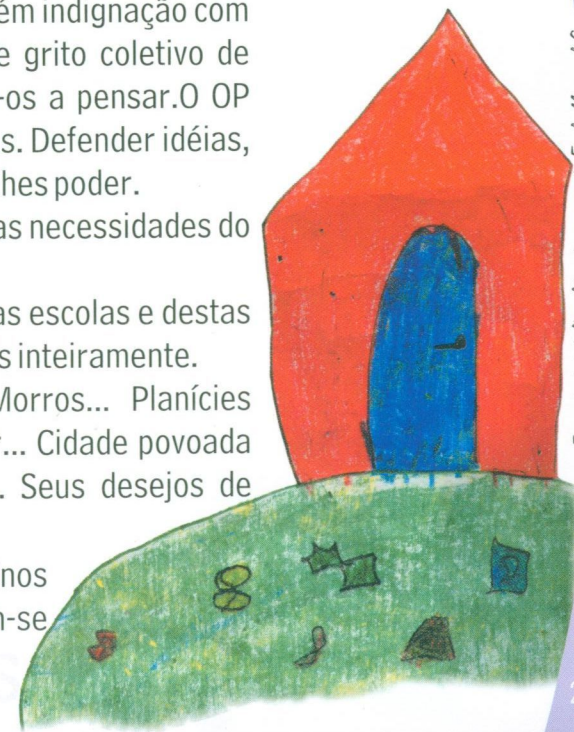 ém indignação com
e grito coletivo de
-os a pensar.O OP
s. Defender idéias,
hes poder.
as necessidades do
as escolas e destas
s inteiramente.
Morros... Planícies
... Cidade povoada
. Seus desejos de
nos
n-se